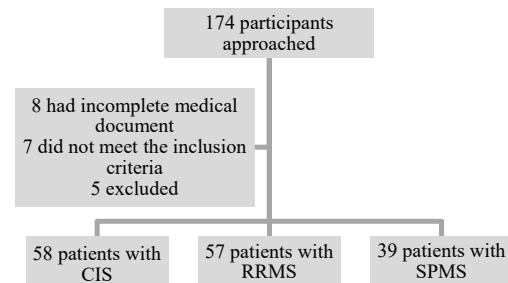 174 participants
approached
8 had incomplete medical
document
7 did not meet the inclusion
criteria
5 excluded
58 patients with
CIS
57 patients with
RRMS
39 patients with
SPMS